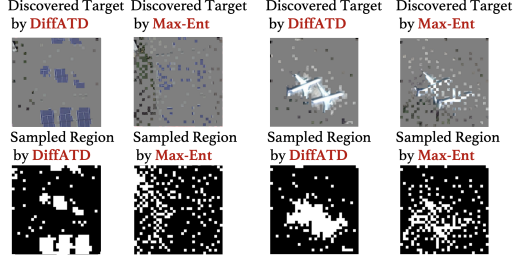 Discovered Target
by DiffATD
Discovered Target
by Max-Ent
Discovered Target
by DiffATD
Discovered Target
by Max-Ent
Sampled Region
by DiffATD
Sampled Region
by Max-Ent
Sampled Region
by DiffATD
Sampled Region
by Max-Ent